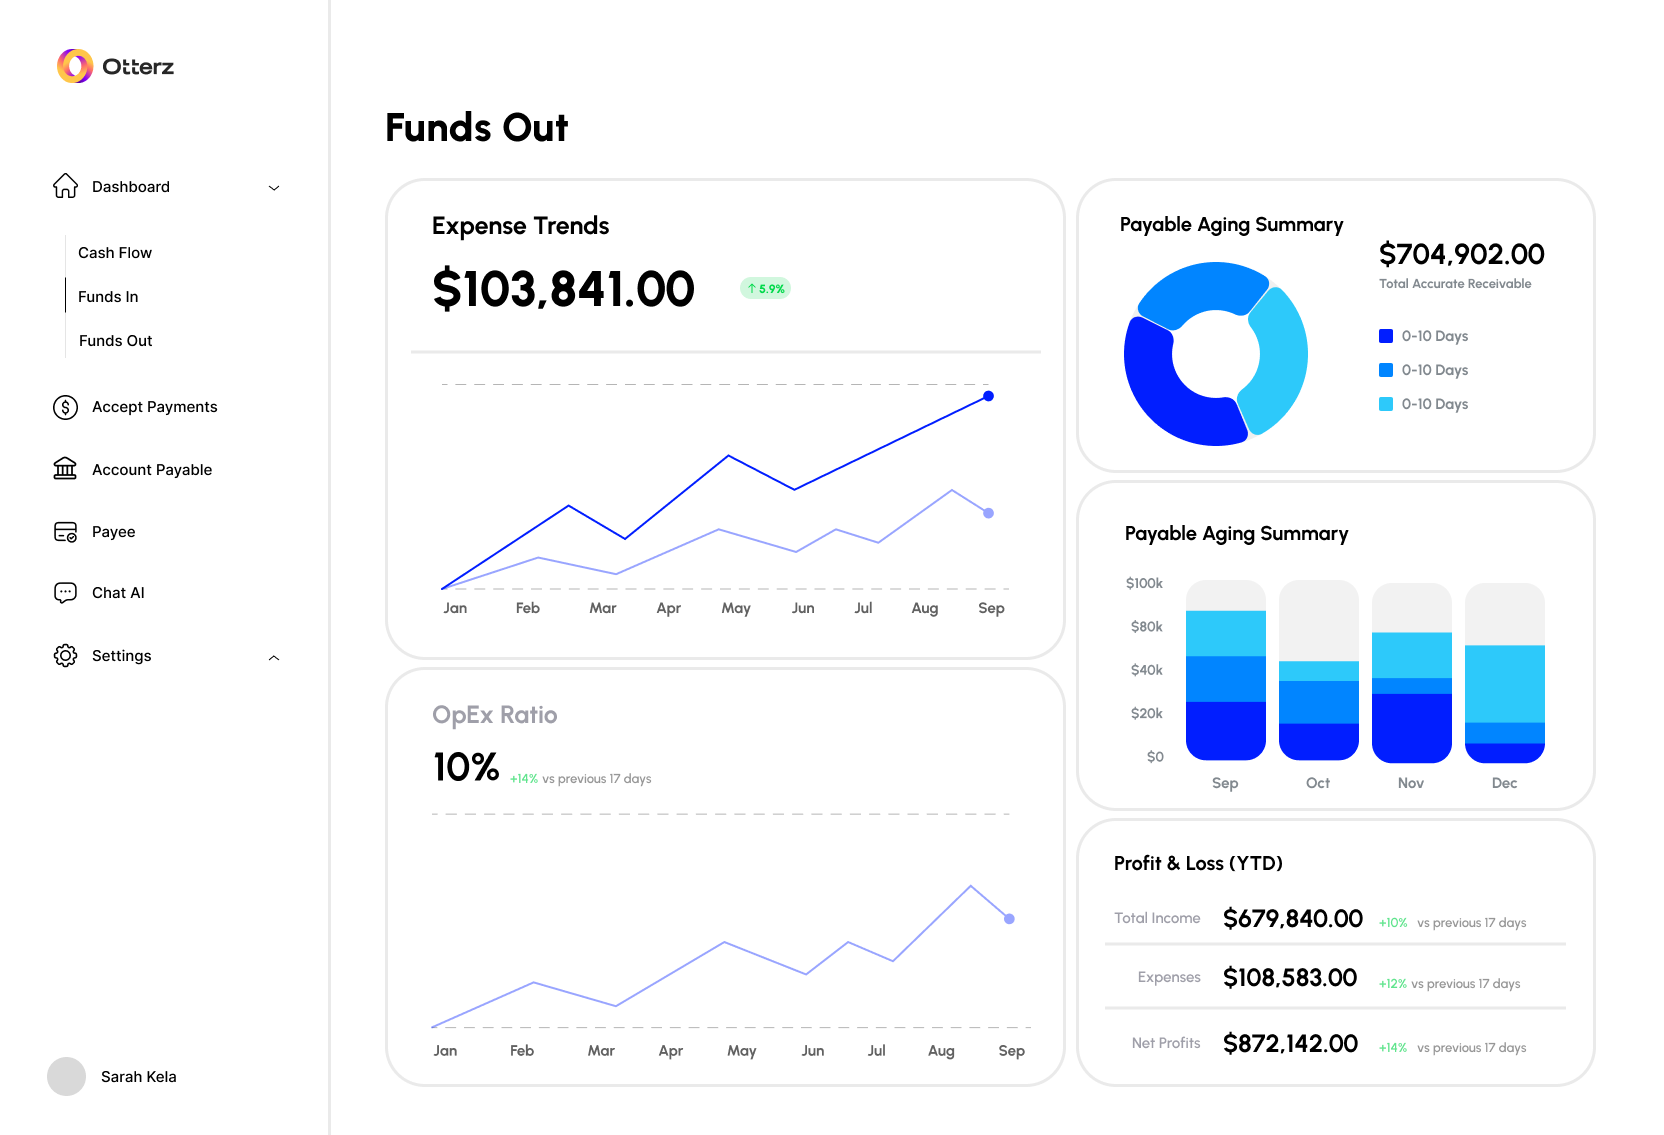 Otterz
Dashboard
Cash Flow
Funds In
Funds Out
Accept Payments
Account Payable
Payee
Chat AI
Settings
Sarah Kela
Funds Out
Expense Trends
$103,841.00
↑ 5.9%
Jan Feb Mar Apr May Jun Jul Aug Sep
OpEx Ratio
10% +14% vs previous 17 days
Jan Feb Mar Apr May Jun Jul Aug Sep
Payable Aging Summary
$704,902.00
Total Accurate Receivable
0-10 Days
0-10 Days
0-10 Days
Payable Aging Summary
$100k
$80k
$40k
$20k
$0
Sep Oct Nov Dec
Profit & Loss (YTD)
Total Income $679,840.00 +10% vs previous 17 days
Expenses $108,583.00 +12% vs previous 17 days
Net Profits $872,142.00 +14% vs previous 17 days